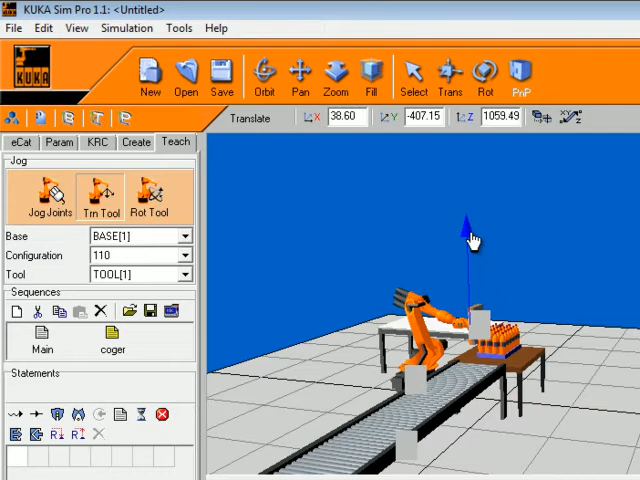 KUKA Sim Pro 1.1: <Untitled>
File Edit View Simulation Tools Help
KUKA
New Open Save Orbit Pan Zoom Fill Select Trans Rot PnP
Translate X 38.60 Y -407.15 Z 1059.49
eCat Param KRC Create Teach
Jog
Jog Joints Trn Tool Rot Tool
Base BASE[1]
Configuration 110
Tool TOOL[1]
Sequences
Main coger
Statements